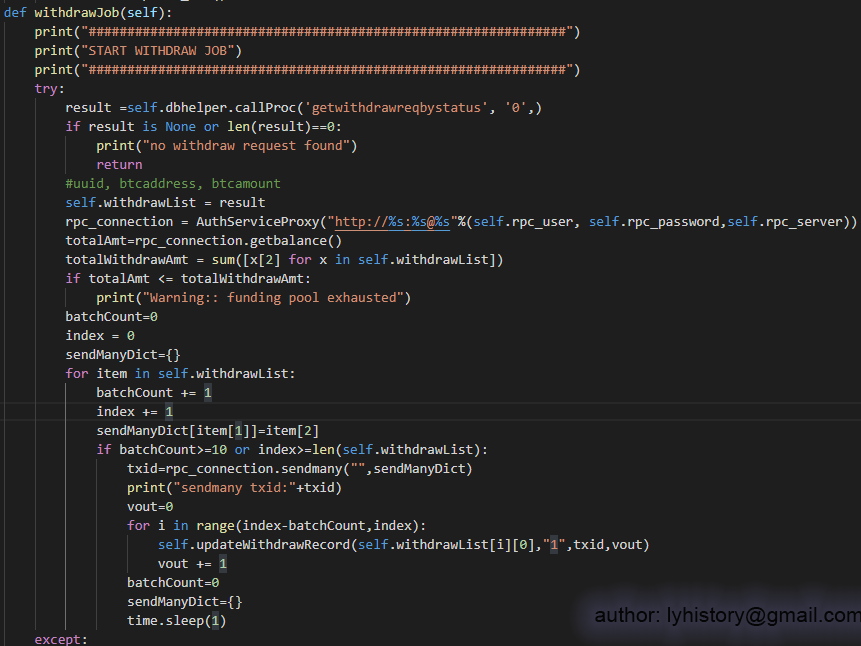 def withdrawJob(self):
    print("##############################################################")
    print("START WITHDRAW JOB")
    print("##############################################################")
    try:
        result =self.dbhelper.callProc('getwithdrawreqbystatus', '0',)
        if result is None or len(result)==0:
            print("no withdraw request found")
            return
        #uuid, btcaddress, btcamount
        self.withdrawList = result
        rpc_connection = AuthServiceProxy("http://%s:%s@%s"%(self.rpc_user, self.rpc_password,self.rpc_server))
        totalAmt=rpc_connection.getbalance()
        totalWithdrawAmt = sum([x[2] for x in self.withdrawList])
        if totalAmt <= totalWithdrawAmt:
            print("Warning:: funding pool exhausted")
        batchCount=0
        index = 0
        sendManyDict={}
        for item in self.withdrawList:
            batchCount += 1
            index += 1
            sendManyDict[item[1]]=item[2]
            if batchCount>=10 or index>=len(self.withdrawList):
                txid=rpc_connection.sendmany("",sendManyDict)
                print("sendmany txid:"+txid)
                vout=0
                for i in range(index-batchCount,index):
                    self.updateWithdrawRecord(self.withdrawList[i][0],"1",txid,vout)
                    vout += 1
                batchCount=0
                sendManyDict={}
                time.sleep(1)
    except:
author: lyhistory@gmail.com